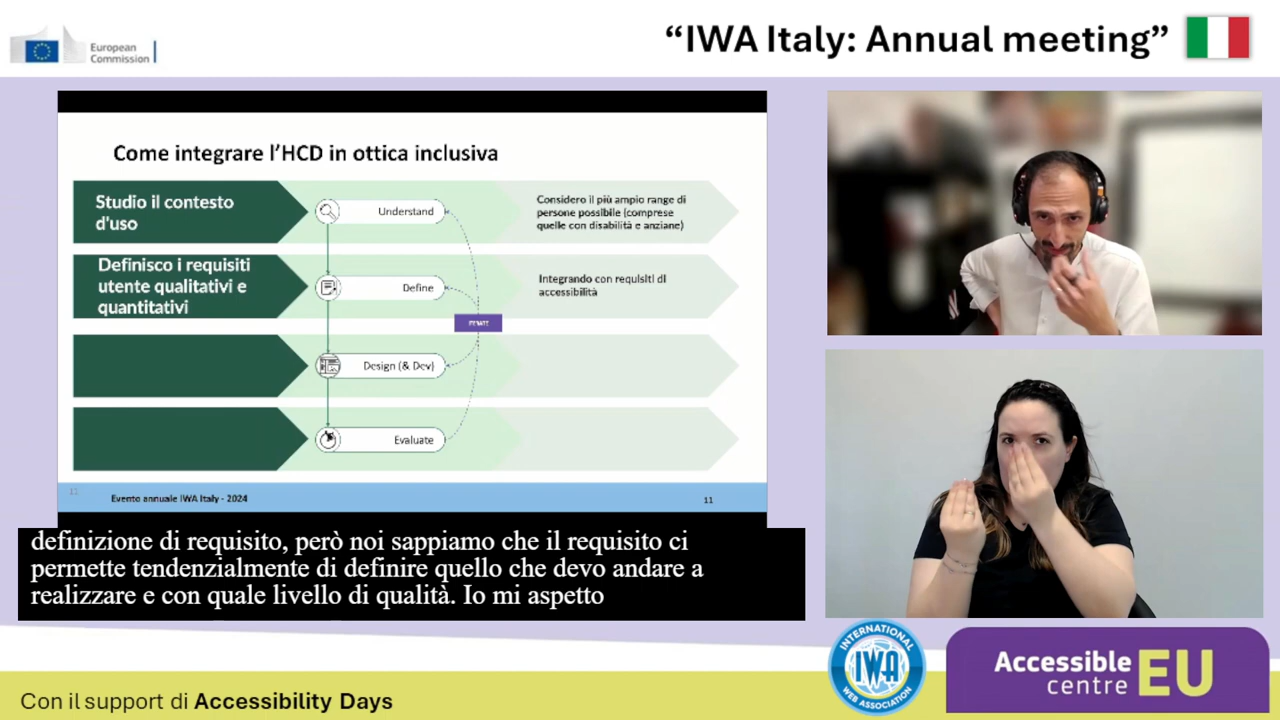 European
Commission
“IWA Italy: Annual meeting”
Come integrare l’HCD in ottica inclusiva
Studio il contesto
d'uso
Understand
Considero il più ampio range di
persone possibile (comprese
quelle con disabilità e anziane)
Definisco i requisiti
utente qualitativi e
quantitativi
Define
Integrando con requisiti di
accessibilità
Design (& Dev)
Evaluate
11
Evento annuale IWA Italy - 2024
11
definizione di requisito, però noi sappiamo che il requisito ci
permette tendenzialmente di definire quello che devo andare a
realizzare e con quale livello di qualità. Io mi aspetto
INTERNATIONAL
IWA
WEB ASSOCIATION
Accessible
centre
EU
Con il support di Accessibility Days